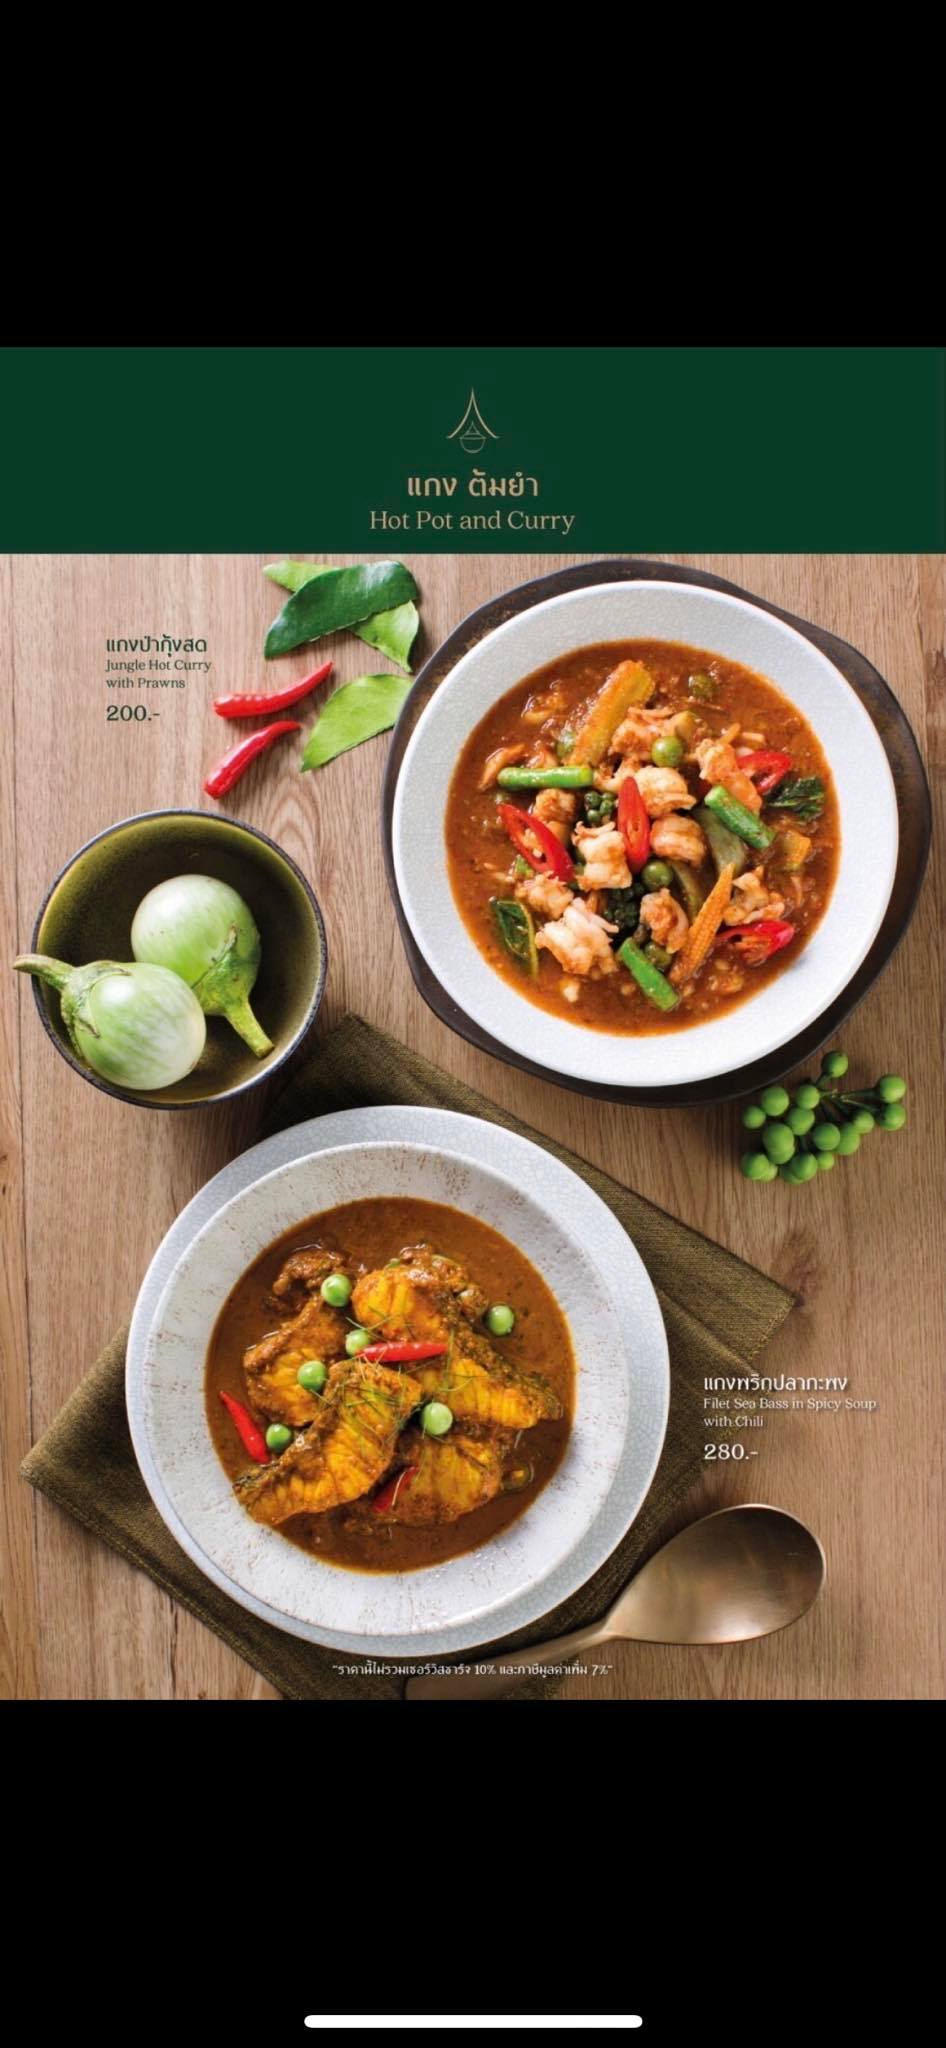 แกง ต้มยำ
Hot Pot and Curry
แกงป่ากุ้งสด
Jungle Hot Curry
with Prawns
200.-
แกงพริกปลากะพง
Filet Sea Bass in Spicy Soup
with Chili
280.-
"ราคานี้ไม่รวมเซอร์วิสชาร์จ 10% และภาษีมูลค่าเพิ่ม 7%"